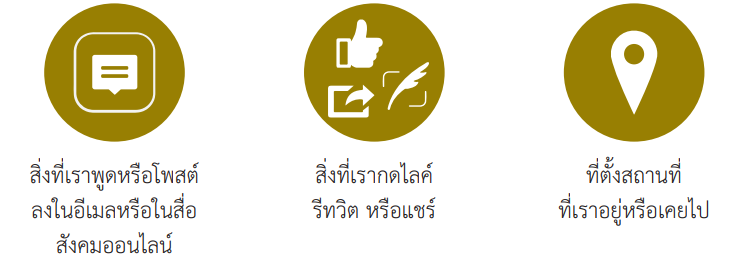 สิ่งที่เราพูดหรือโพสต์
ลงในอีเมลหรือในสื่อ
สังคมออนไลน์
สิ่งที่เรากดไลค์
รีทวิต หรือแชร์
ที่ตั้งสถานที่
ที่เราอยู่หรือเคยไป